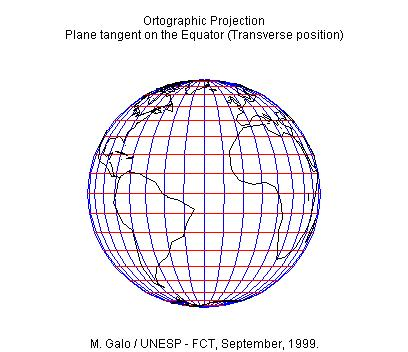 Ortographic Projection
Plane tangent on the Equator (Transverse position)
M. Galo / UNESP - FCT, September, 1999.